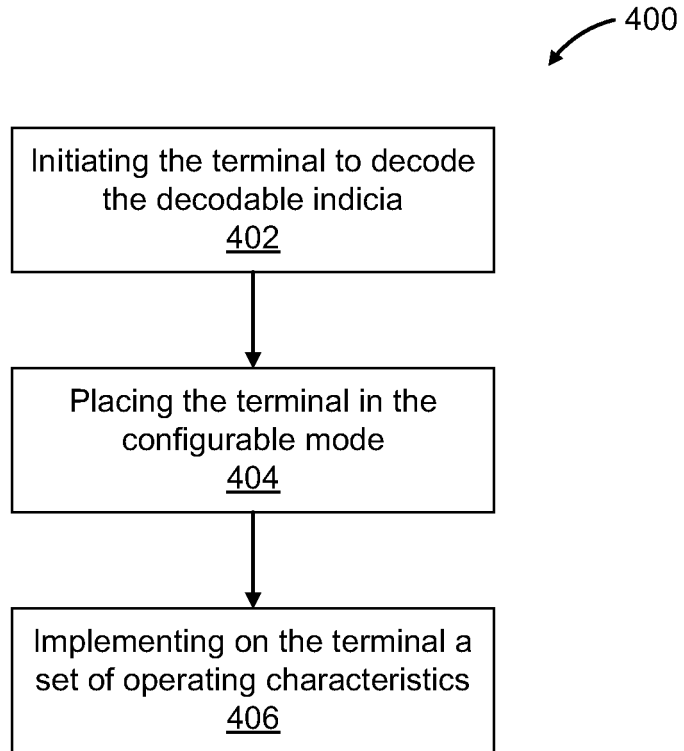 400
Initiating the terminal to decode
the decodable indicia
402
Placing the terminal in the
configurable mode
404
Implementing on the terminal a
set of operating characteristics
406